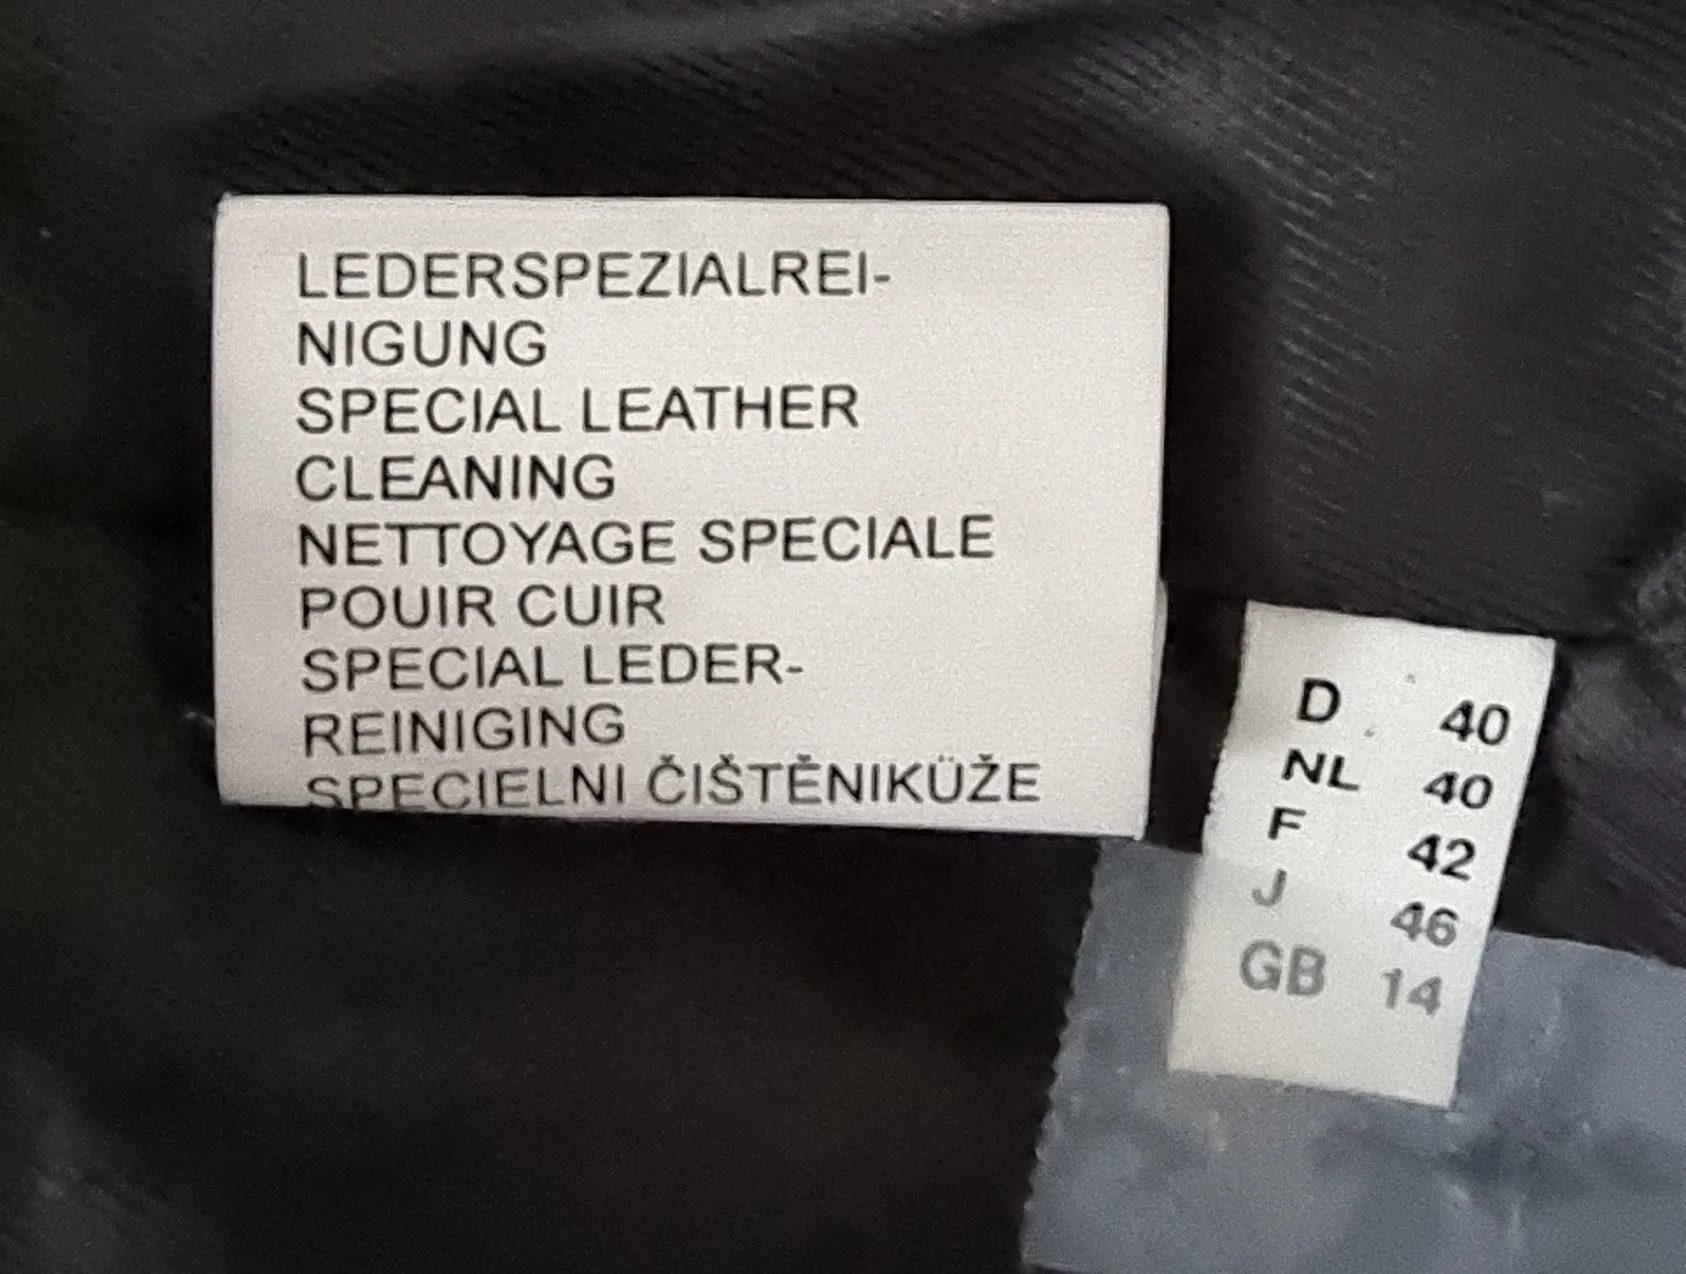 LEDERSPEZIALREI-
NIGUNG
SPECIAL LEATHER
CLEANING
NETTOYAGE SPECIALE
POUIR CUIR
SPECIAL LEDER-
REINIGING
SPECIELNI ČIŠTĚNIKÜŽE
D 40
NL 40
F 42
J 46
GB 14